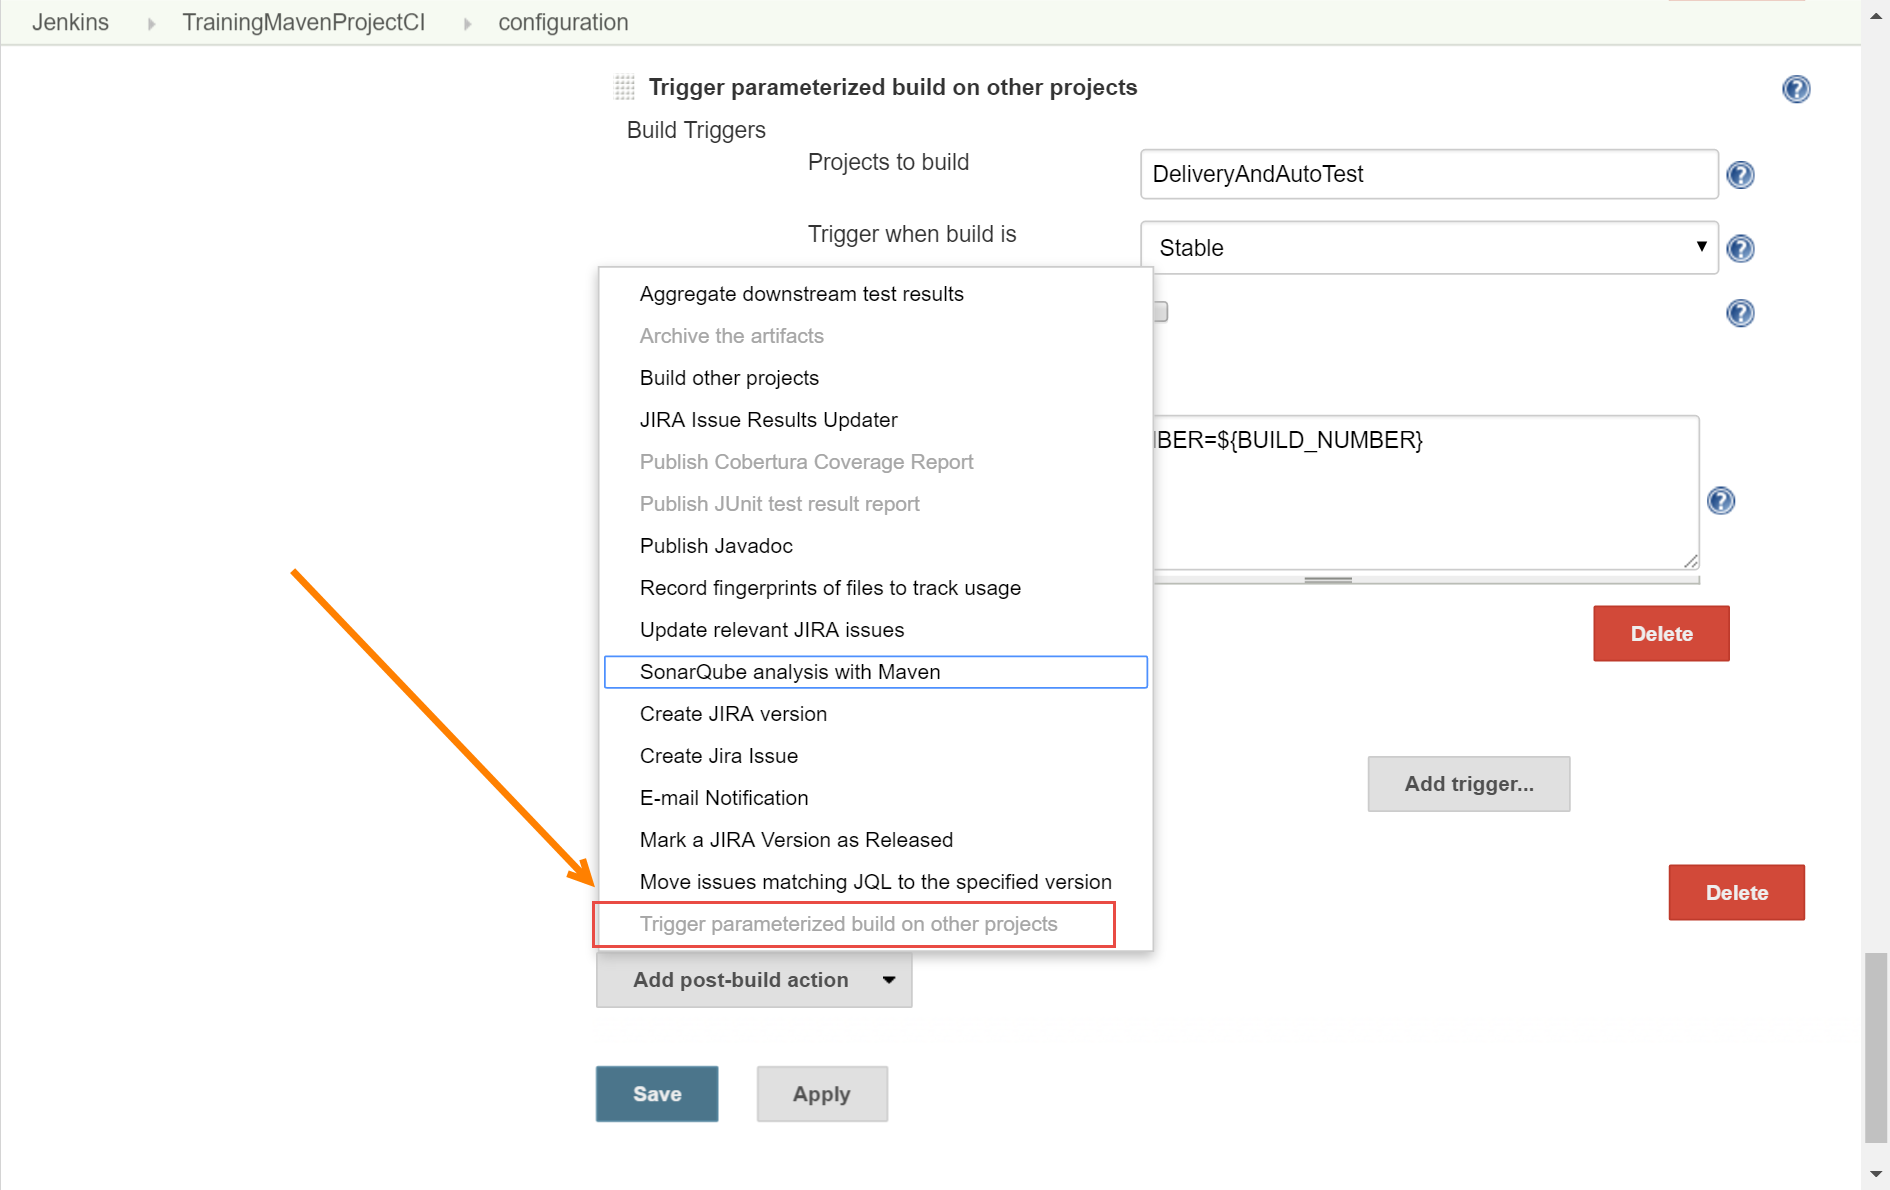 Jenkins TrainingMavenProjectCI configuration
Trigger parameterized build on other projects
Build Triggers
Projects to build DeliveryAndAutoTest
Trigger when build is Stable
Aggregate downstream test results
Archive the artifacts
Build other projects
JIRA Issue Results Updater
BER=${BUILD_NUMBER}
Publish Cobertura Coverage Report
Publish JUnit test result report
Publish Javadoc
Record fingerprints of files to track usage
Update relevant JIRA issues
Delete
SonarQube analysis with Maven
Create JIRA version
Create Jira Issue
Add trigger...
E-mail Notification
Mark a JIRA Version as Released
Move issues matching JQL to the specified version
Delete
Trigger parameterized build on other projects
Add post-build action
Save Apply